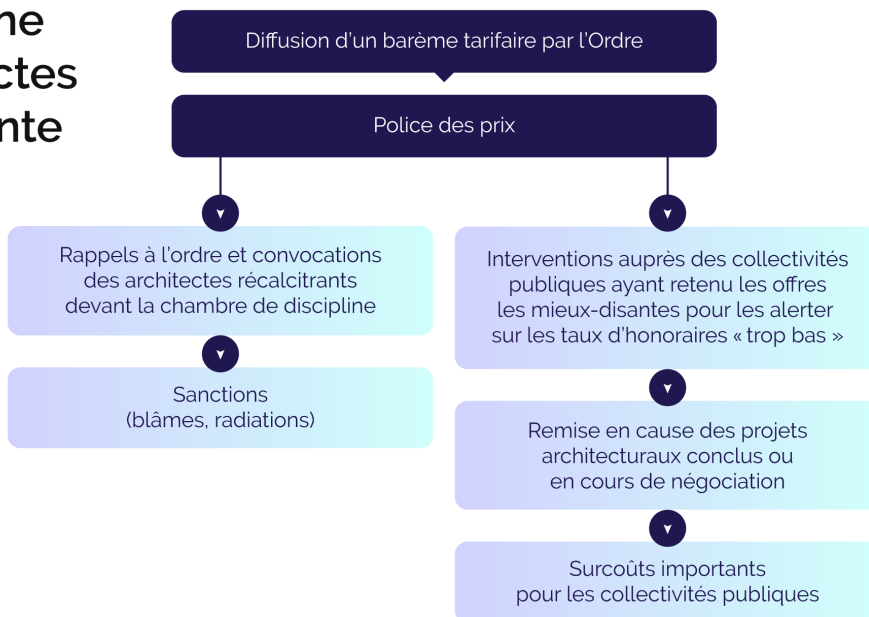 Diffusion d’un barème tarifaire par l’Ordre
Police des prix
Rappels à l’ordre et convocations
des architectes récalcitrants
devant la chambre de discipline
Sanctions
(blâmes, radiations)
Interventions auprès des collectivités
publiques ayant retenu les offres
les mieux-disantes pour les alerter
sur les taux d’honoraires « trop bas »
Remise en cause des projets
architecturaux conclus ou
en cours de négociation
Surcoûts importants
pour les collectivités publiques